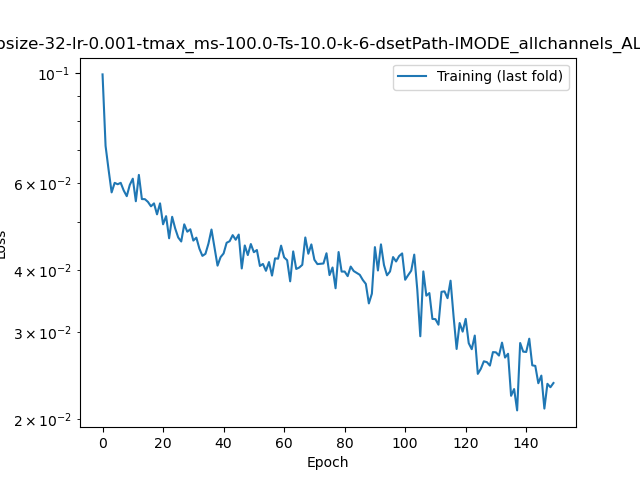 osize-32-lr-0.001-tmax_ms-100.0-Ts-10.0-k-6-dsetPath-IMODE_allchannels_AL
Training (last fold)
10⁻¹
6 × 10⁻²
4 × 10⁻²
3 × 10⁻²
2 × 10⁻²
Loss
0 20 40 60 80 100 120 140
Epoch